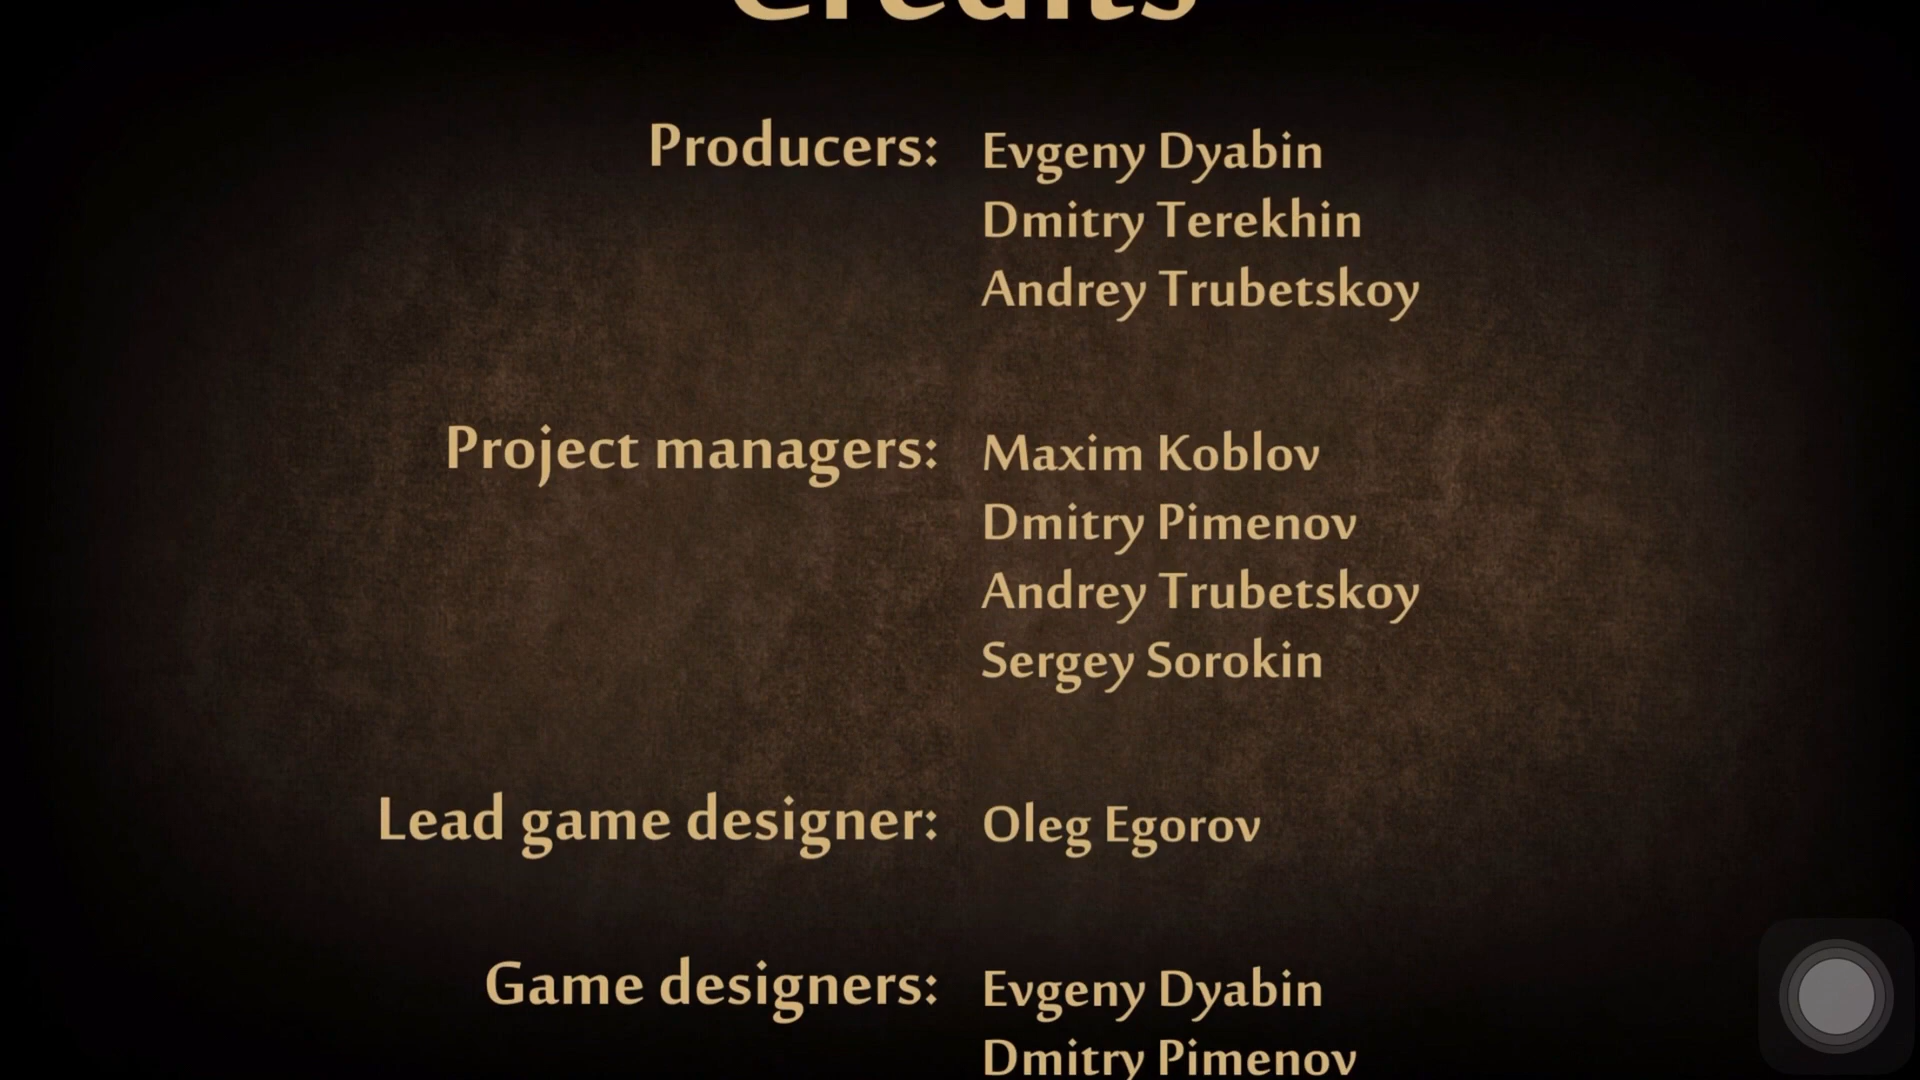 Credits
Producers: Evgeny Dyabin
Dmitry Terekhin
Andrey Trubetskoy
Project managers: Maxim Koblov
Dmitry Pimenov
Andrey Trubetskoy
Sergey Sorokin
Lead game designer: Oleg Egorov
Game designers: Evgeny Dyabin
Dmitry Pimenov